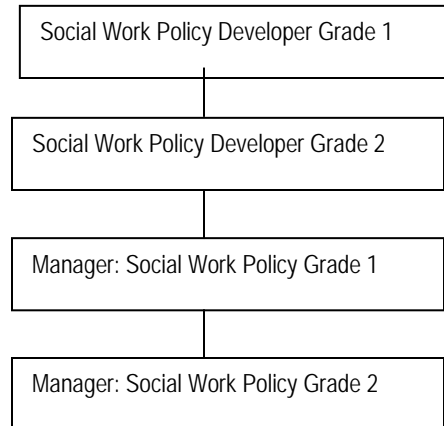 Social Work Policy Developer Grade 1
Social Work Policy Developer Grade 2
Manager: Social Work Policy Grade 1
Manager: Social Work Policy Grade 2